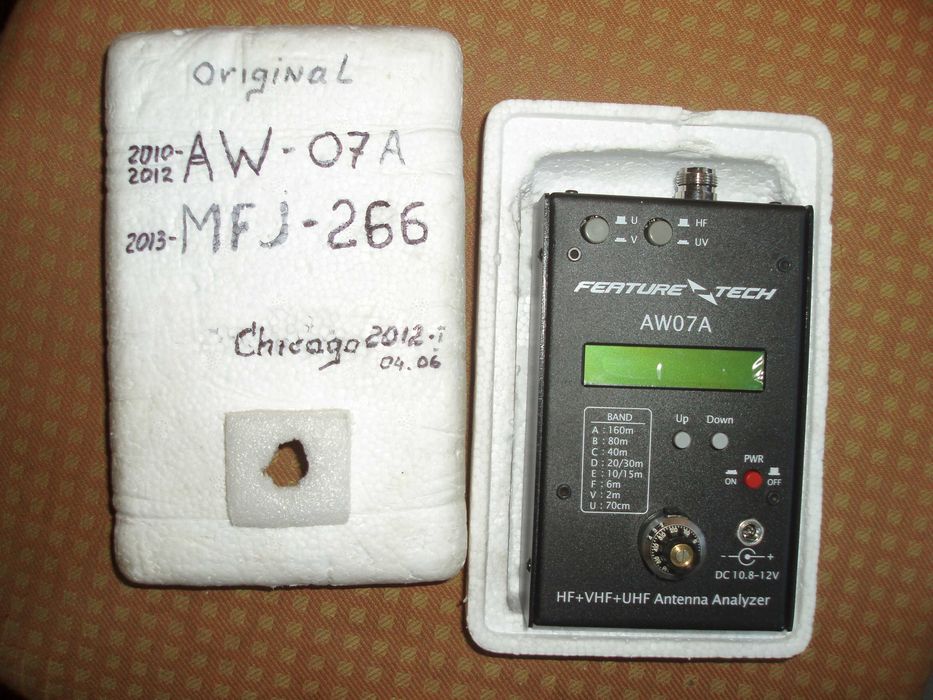 Original
2010-
2012 AW-07A
2013-MFJ-266
Chicago 2012.I
04.06
U HF
V UV
FEATURE TECH
AW07A
BAND
A : 160m
B : 80m
C : 40m
D : 20/30m
E : 10/15m
F : 6m
V : 2m
U : 70cm
Up Down
PWR
ON OFF
- +
DC 10.8-12V
HF+VHF+UHF Antenna Analyzer